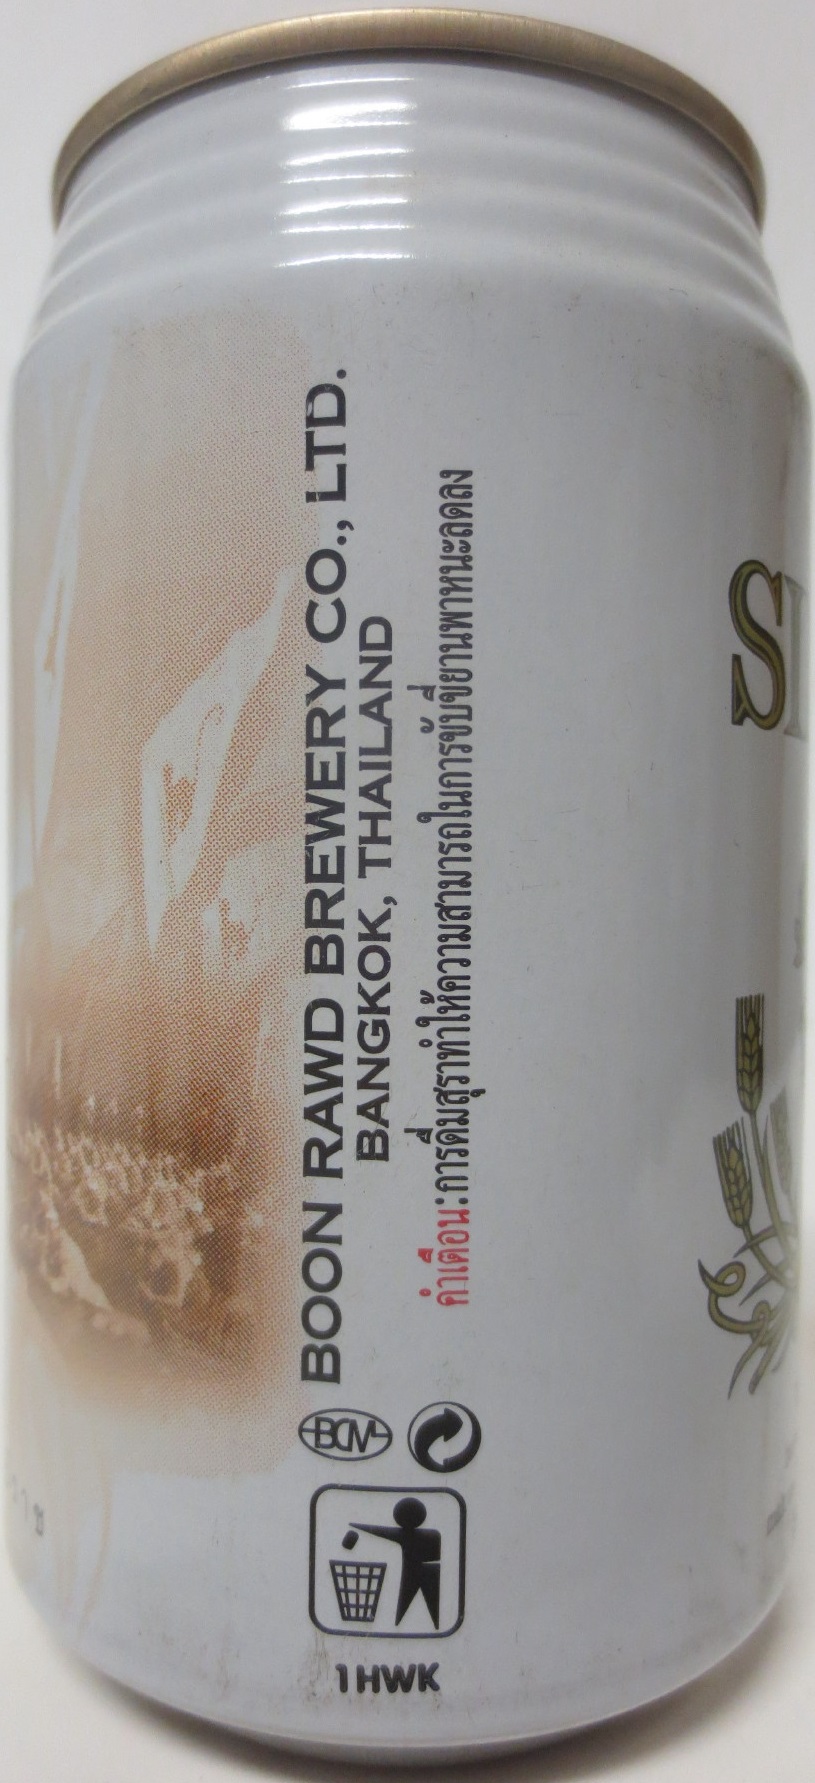 BOON RAWD BREWERY CO., LTD.
BANGKOK, THAILAND
คำเตือน:การดื่มสุราทำให้ความสามารถในการขับขี่ยานพาหนะลดลง
BCM
1HWK